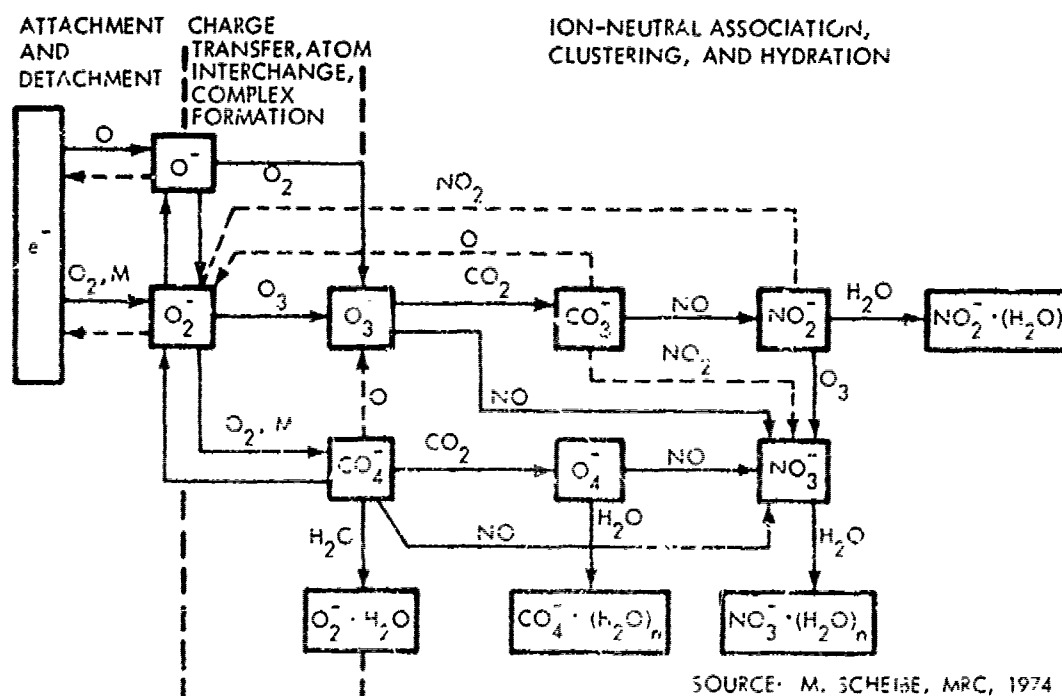 ATTACHMENT AND DETACHMENT
CHARGE TRANSFER, ATOM INTERCHANGE, COMPLEX FORMATION
ION-NEUTRAL ASSOCIATION, CLUSTERING, AND HYDRATION
e⁻
O
O⁻
O₂
NO₂
O
O₂, M
O₂⁻
O₃
O₃⁻
CO₂
CO₃⁻
NO
NO₂⁻
H₂O
NO₂⁻·(H₂O)
NO₂
O₃
NO
O
O₂, M
CO₄⁻
CO₂
O₄⁻
NO
NO₃⁻
H₂O
NO
H₂O
H₂O
O₂⁻·H₂O
CO₄⁻·(H₂O)ₙ
NO₃⁻·(H₂O)ₙ
SOURCE: M. SCHEIBE, MRC, 1974